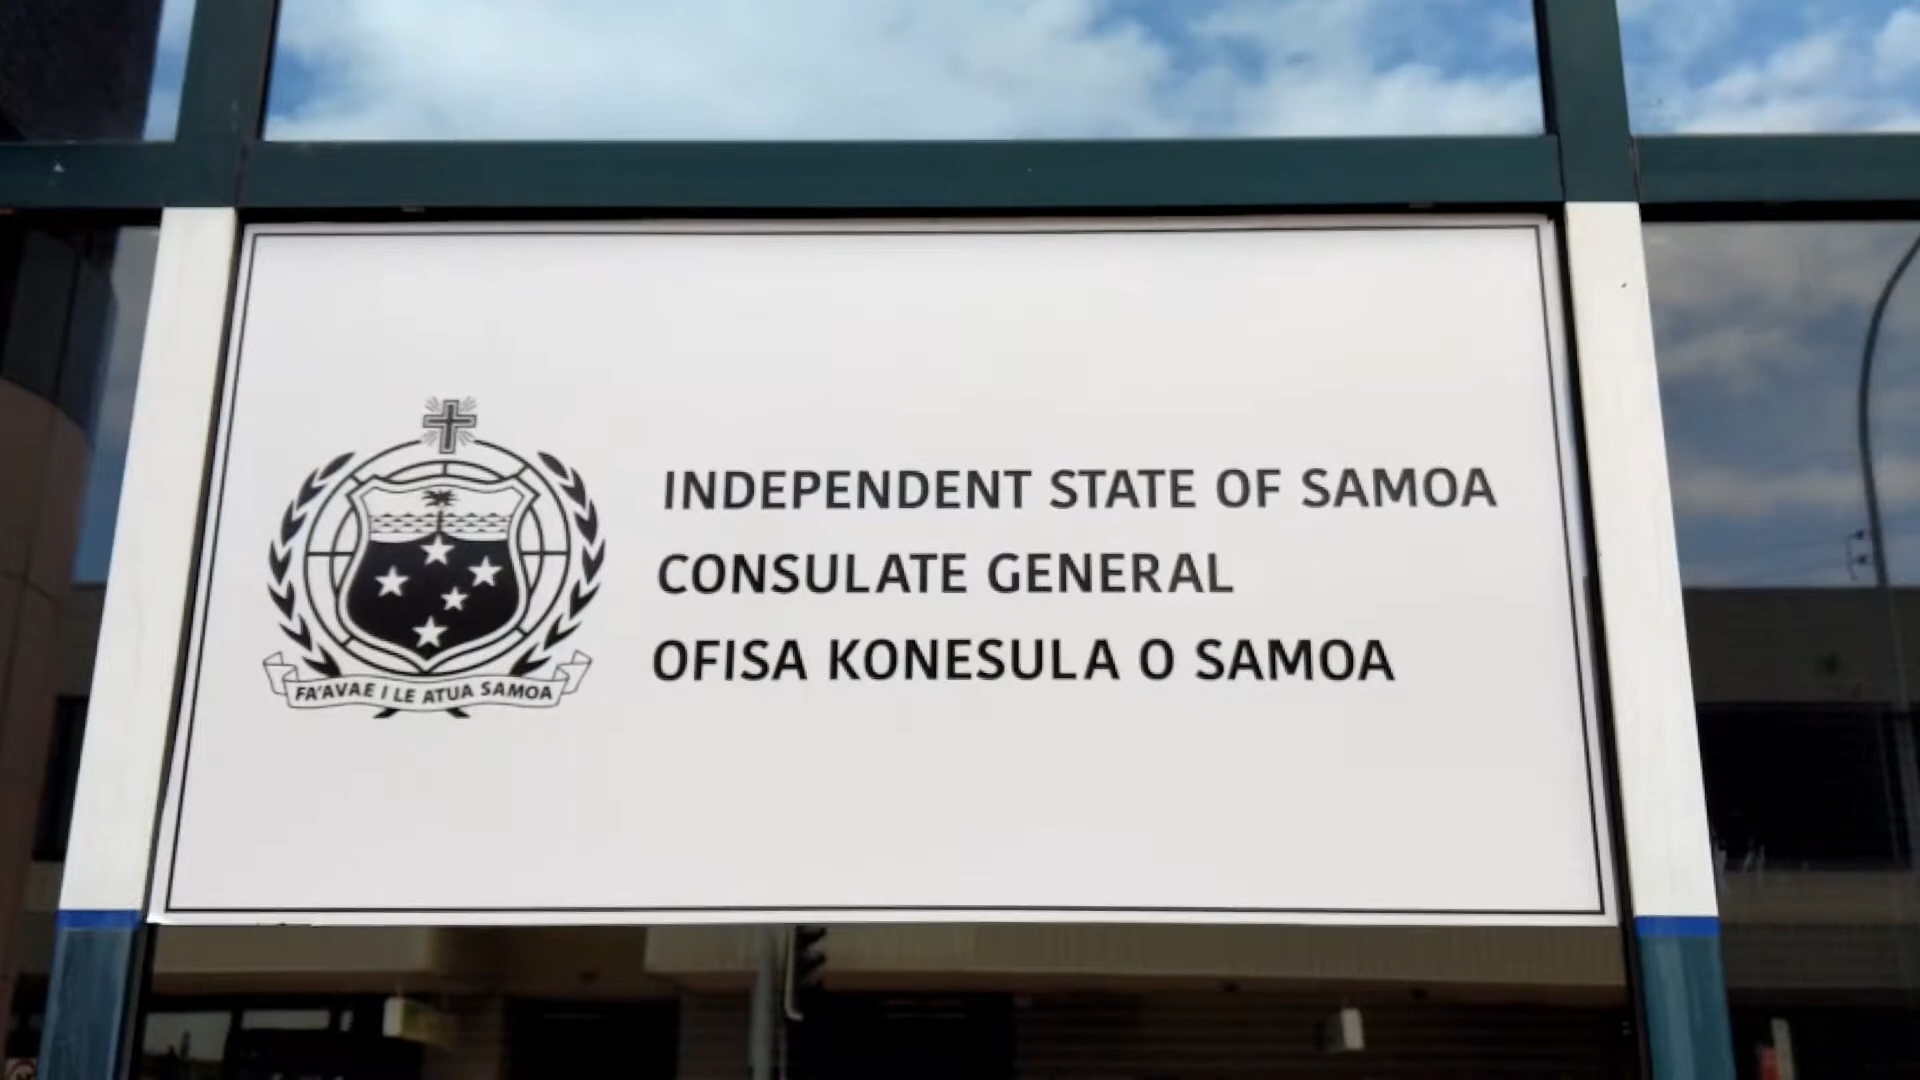 INDEPENDENT STATE OF SAMOA
CONSULATE GENERAL
OFISA KONESULA O SAMOA
FA'AVAE I LE ATUA SAMOA